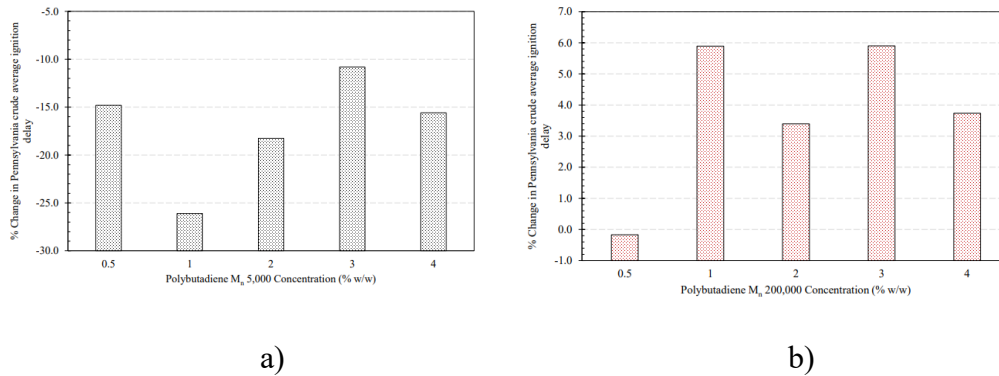 % Change in Pennsylvania crude average ignition
delay
-5.0
-10.0
-15.0
-20.0
-25.0
-30.0
0.5 1 2 3 4
Polybutadiene Mn 5,000 Concentration (% w/w)
a)
% Change in Pennsylvania crude average ignition
delay
7.0
6.0
5.0
4.0
3.0
2.0
1.0
0.0
-1.0
0.5 1 2 3 4
Polybutadiene Mn 200,000 Concentration (% w/w)
b)